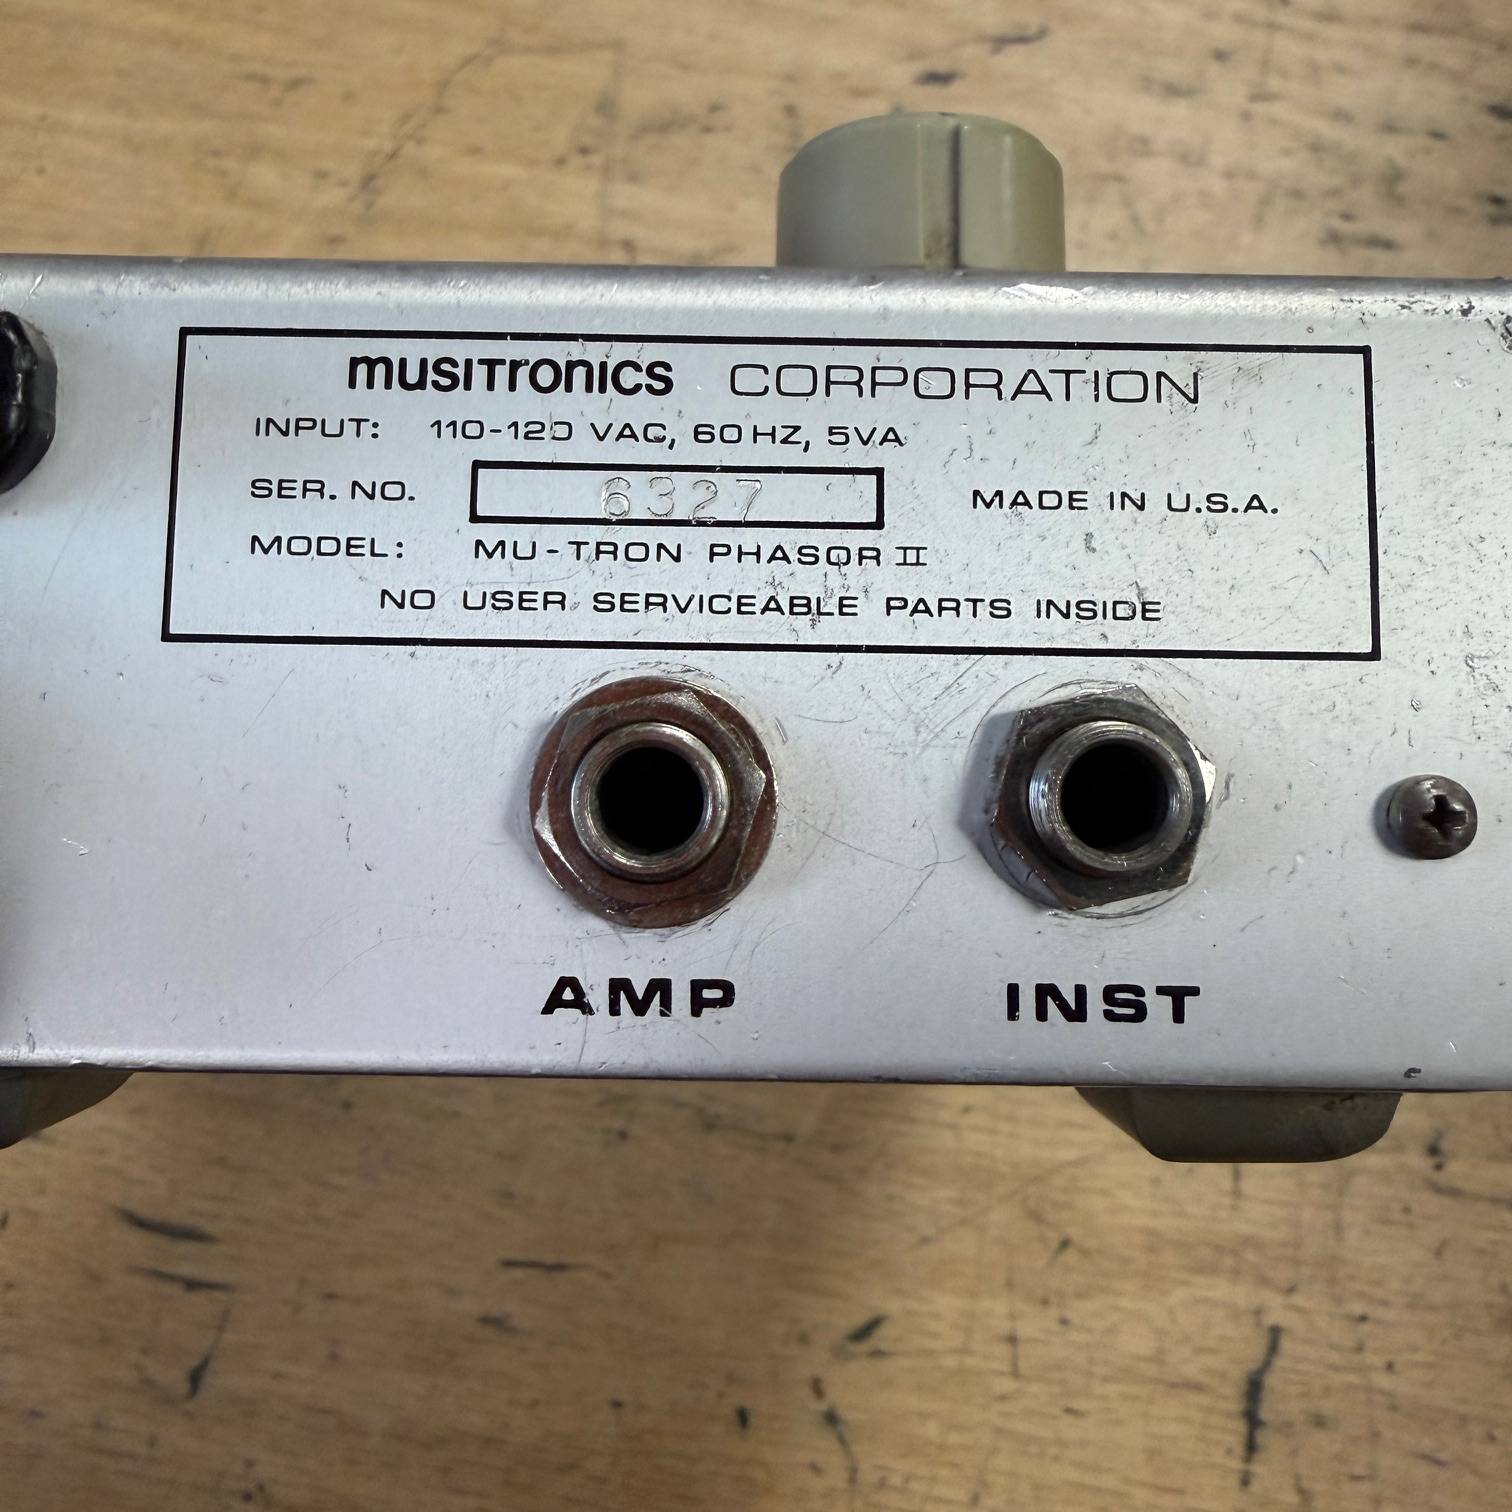 musitronics CORPORATION
INPUT: 110-120 VAC, 60 HZ, 5VA
SER. NO. 6327 MADE IN U.S.A.
MODEL: MU-TRON PHASOR II
NO USER SERVICEABLE PARTS INSIDE
AMP INST